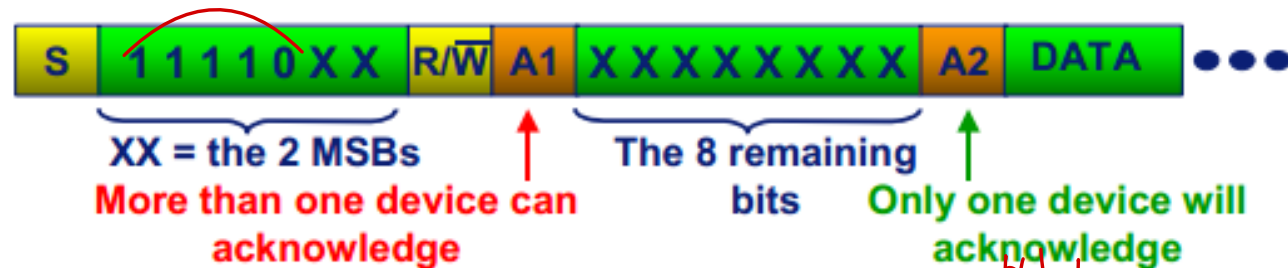 S 1 1 1 1 0 X X R/W̅ A1 X X X X X X X X A2 DATA
XX = the 2 MSBs
The 8 remaining bits
More than one device can acknowledge
Only one device will acknowledge